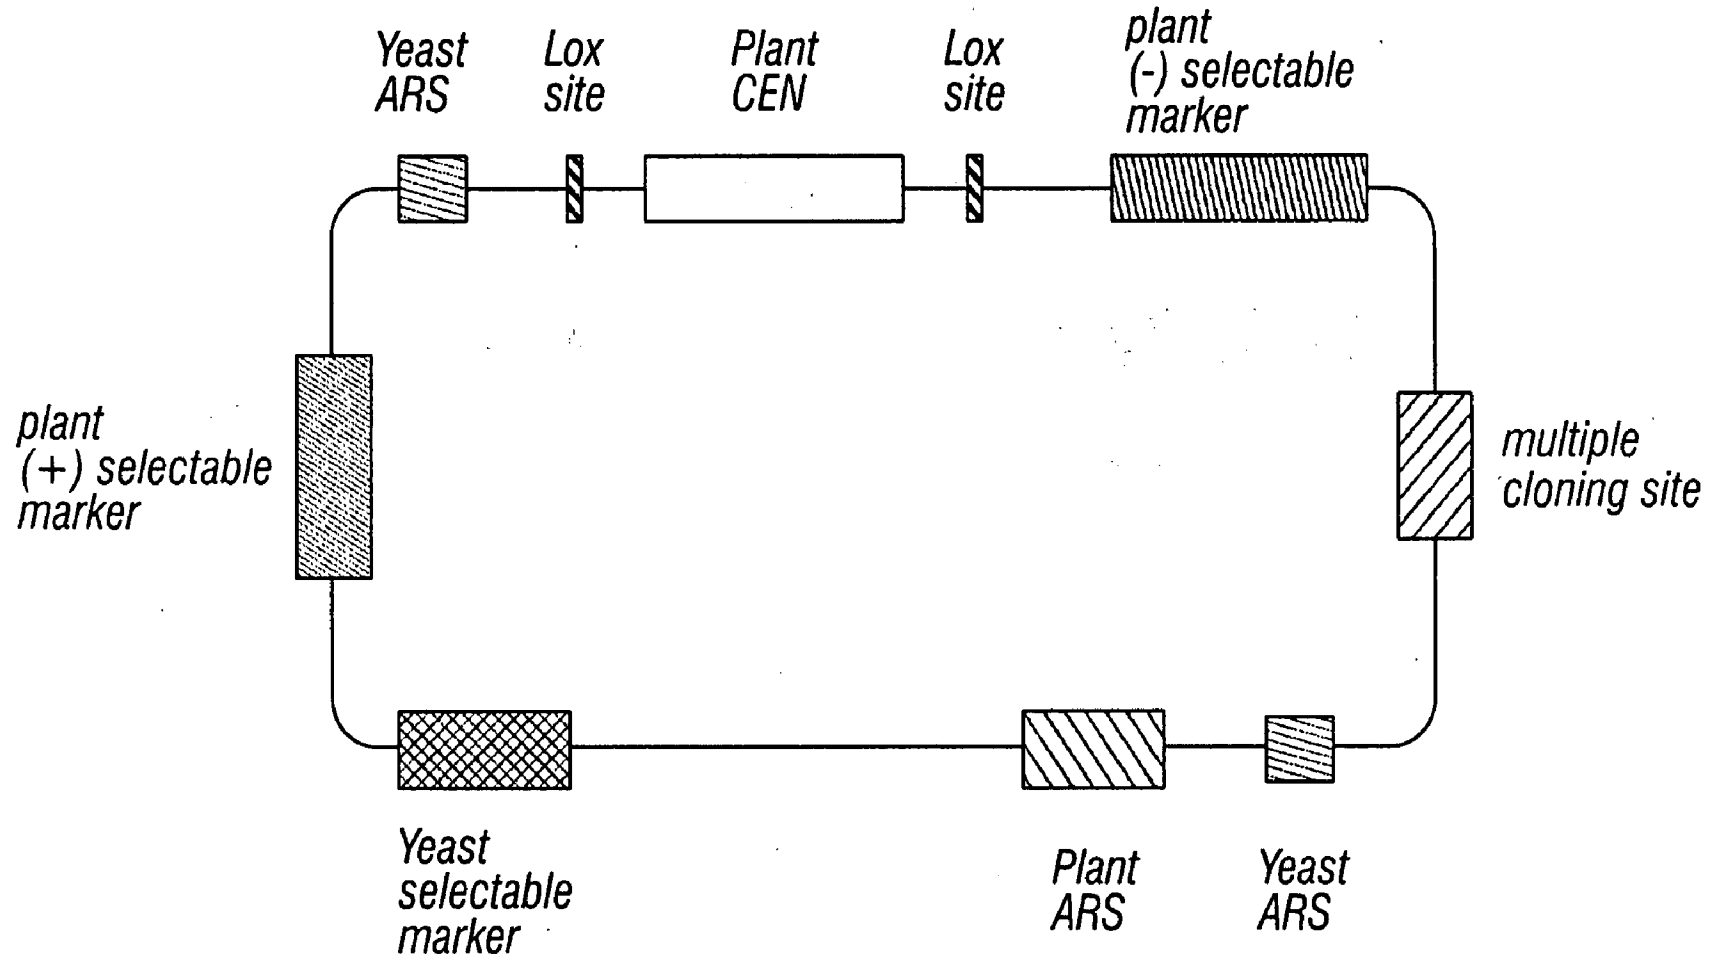 Yeast
ARS
Lox
site
Plant
CEN
Lox
site
plant
(-) selectable
marker
plant
(+) selectable
marker
multiple
cloning site
Yeast
selectable
marker
Plant
ARS
Yeast
ARS